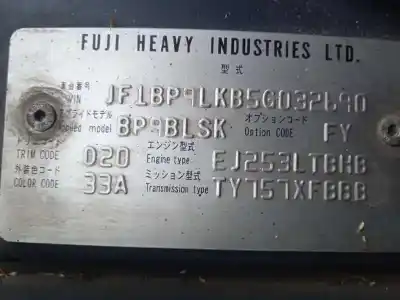 FUJI HEAVY INDUSTRIES LTD.
型式
車台番号
VIN JF1BP9LKB5G032690
アプライドモデル オプションコード
Applied model BP9BLSK Option CODE FY
エンジン型式
TRIM CODE 020 Engine type EJ253LTBHB
外装色コード ミッション型式
COLOR CODE 33A Transmission type TY757XFBBB